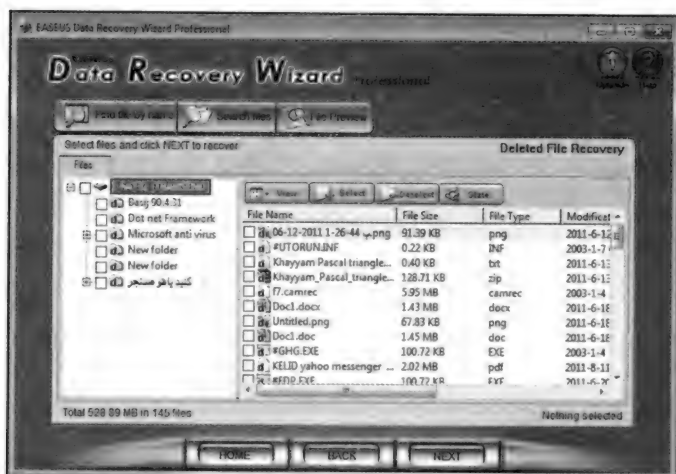 EASEUS Data Recovery Wizard Professional
Data Recovery Wizard Professional
Find file by name Search files File Preview
Select files and click NEXT to recover Deleted File Recovery
Files
View Select Deselect State
File Name File Size File Type Modificat
Basij 90.4.31
Dot net Framework
Microsoft anti virus
New folder
New folder
کلید یاهو مسنجر
06-12-2011 1-26-44 ب.png 91.39 KB png 2011-6-12
#UTORUN.INF 0.22 KB INF 2003-1-7
Khayyam Pascal triangle... 0.40 KB txt 2011-6-13
Khayyam_Pascal_triangle... 128.71 KB zip 2011-6-13
f7.camrec 5.95 MB camrec 2003-1-4
Doc1.docx 1.43 MB docx 2011-6-18
Untitled.png 67.83 KB png 2011-6-18
Doc1.doc 1.45 MB doc 2011-6-18
#GHG.EXE 100.72 KB EXE 2003-1-4
KELID yahoo messenger ... 2.02 MB pdf 2011-8-11
#EDR.EXE 100.72 KB EXE
Total 528.89 MB in 145 files Nothing selected
HOME BACK NEXT